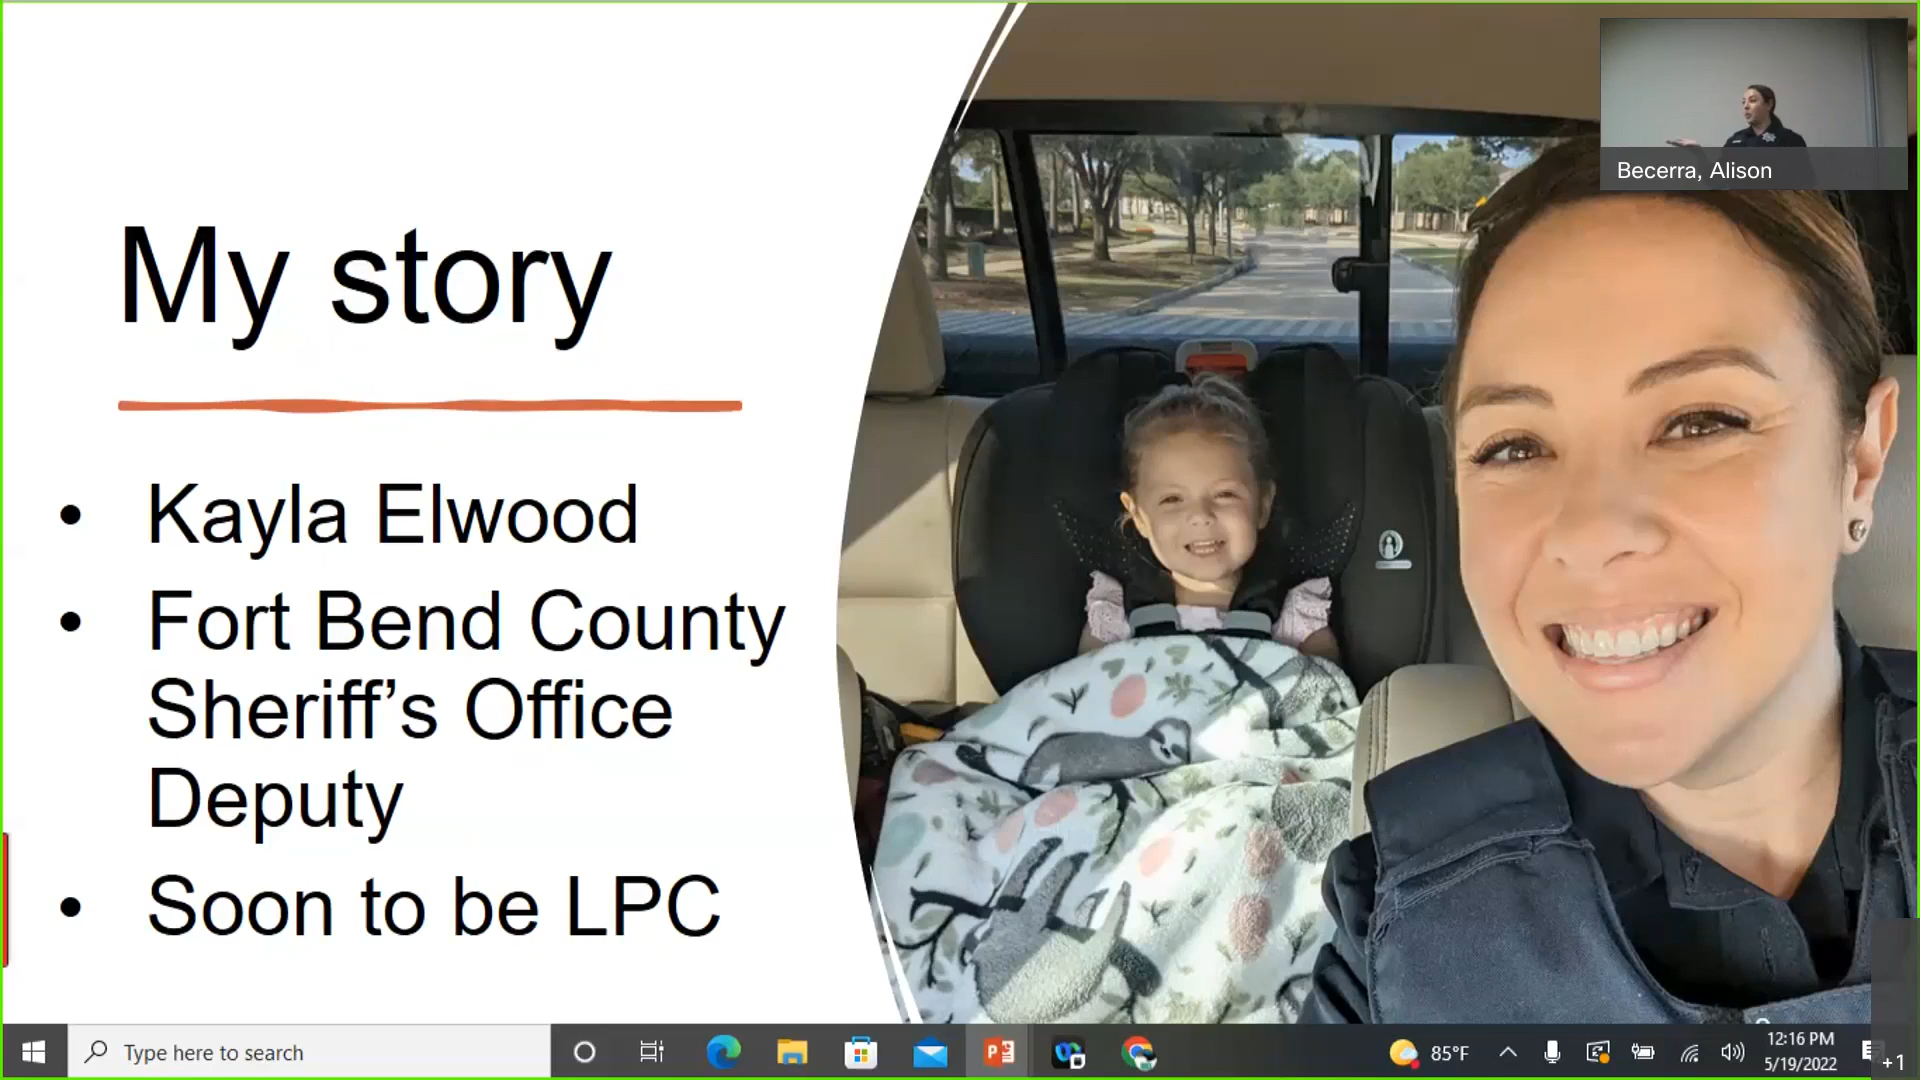 Becerra, Alison
My story
• Kayla Elwood
• Fort Bend County
Sheriff’s Office
Deputy
• Soon to be LPC
Type here to search
85°F
12:16 PM
5/19/2022
+1